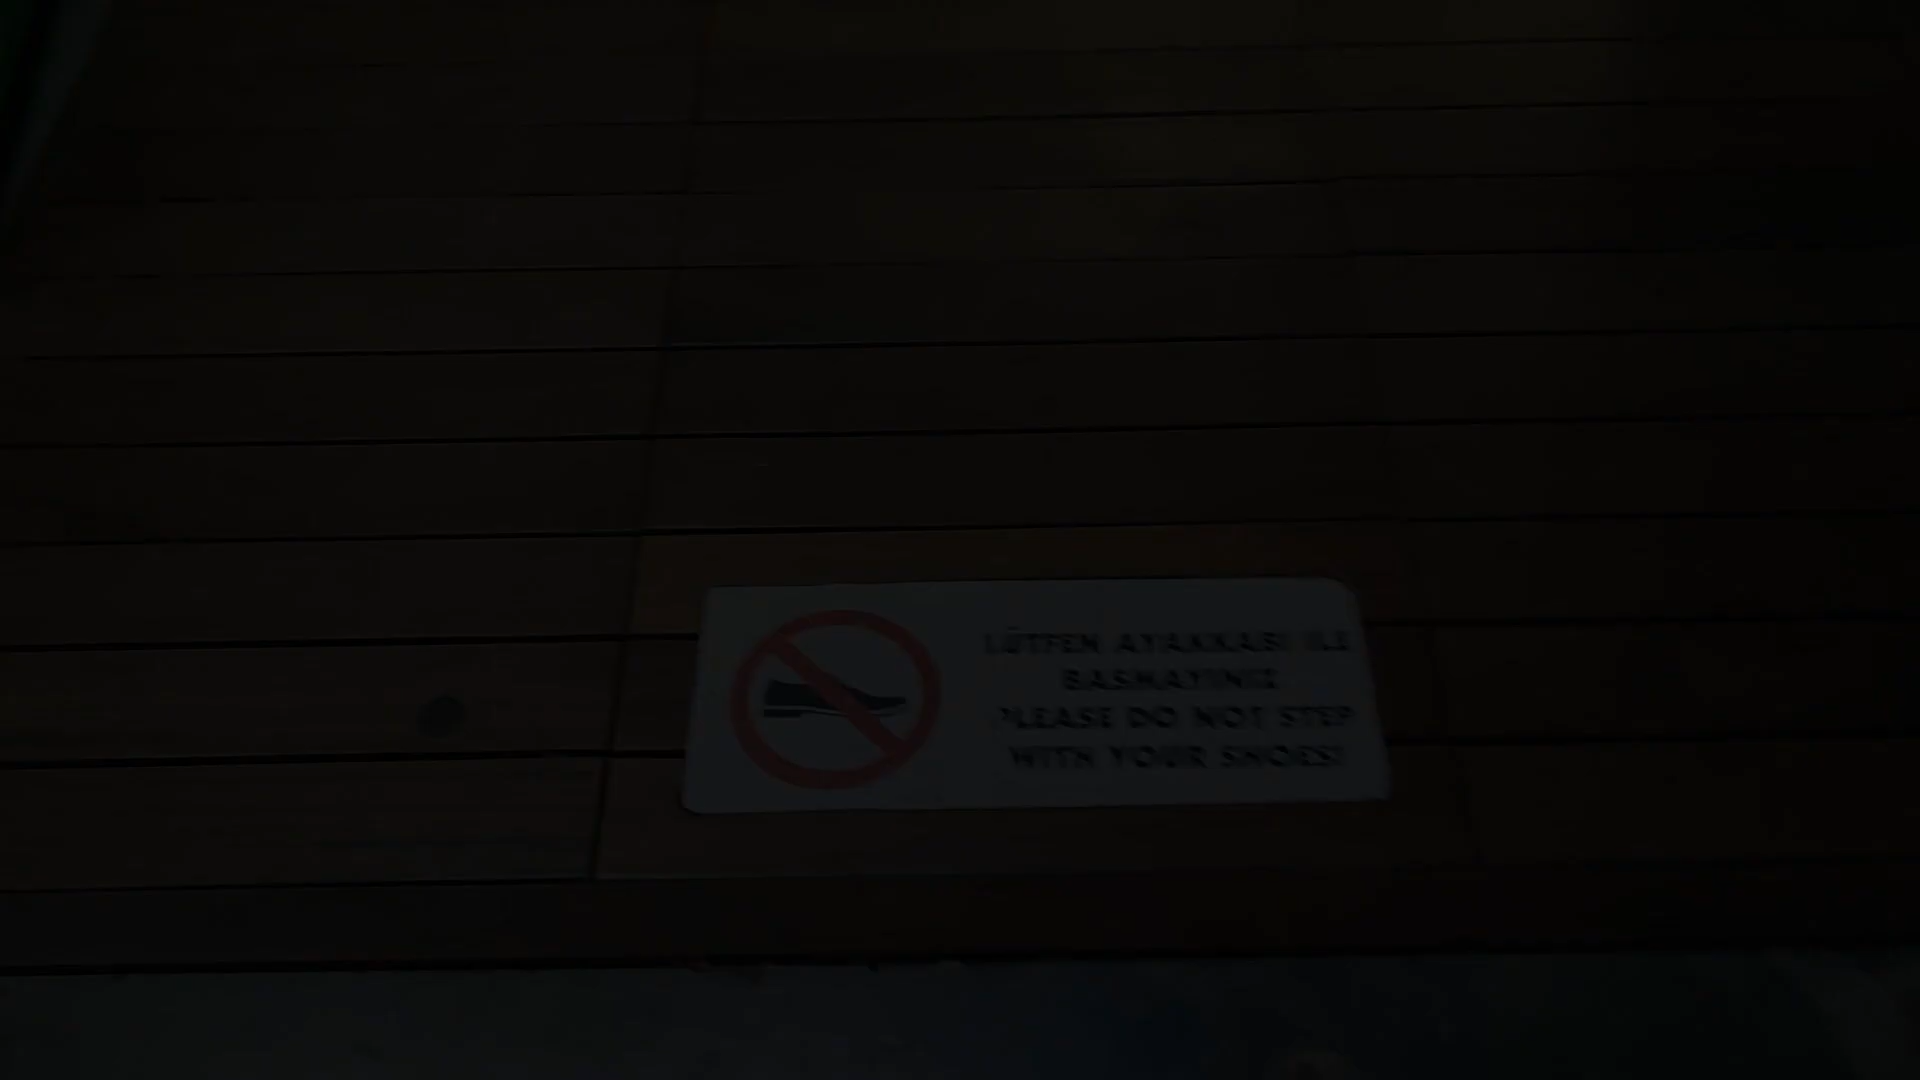 LÜTFEN AYAKKABI İLE
BASMAYINIZ
PLEASE DO NOT STEP
WITH YOUR SHOES!